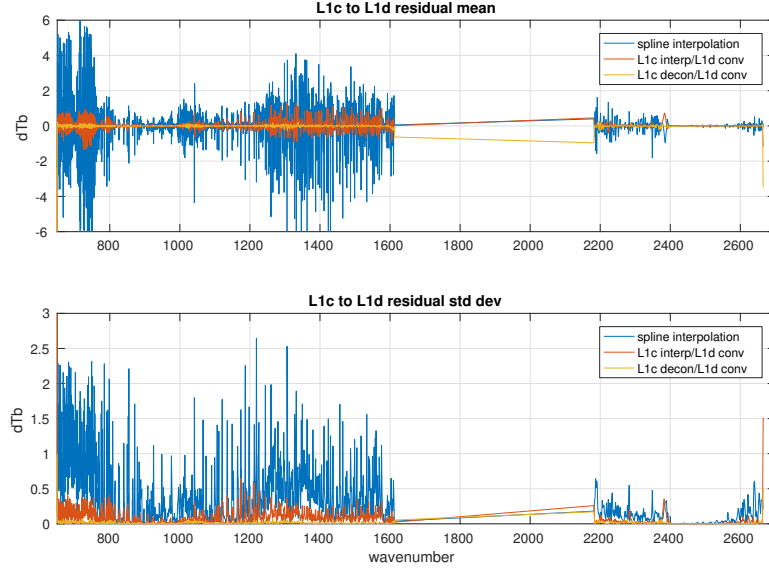 L1c to L1d residual mean
6
4
2
0
-2
-4
-6
dTb
spline interpolation
L1c interp/L1d conv
L1c decon/L1d conv
800 1000 1200 1400 1600 1800 2000 2200 2400 2600
L1c to L1d residual std dev
3
2.5
2
1.5
1
0.5
0
dTb
spline interpolation
L1c interp/L1d conv
L1c decon/L1d conv
800 1000 1200 1400 1600 1800 2000 2200 2400 2600
wavenumber